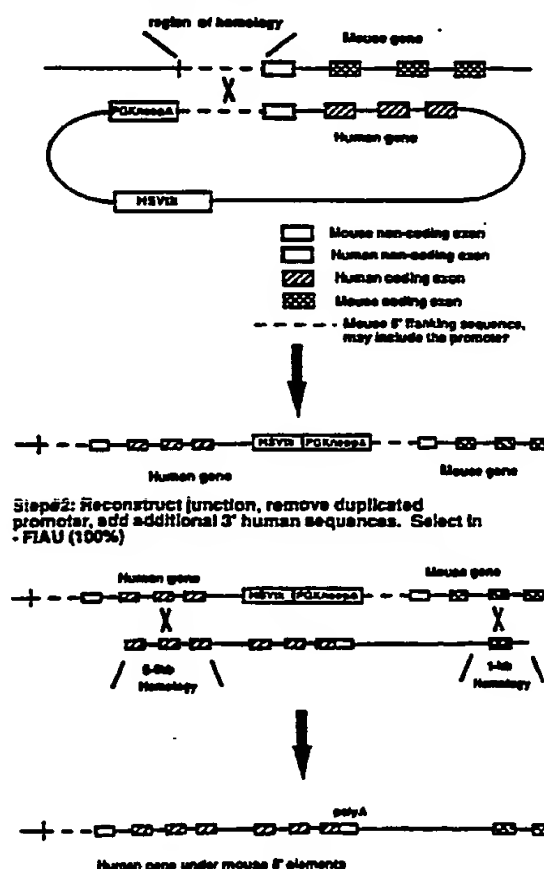 region of homology
Mouse gene
PGKneopA
Human gene
HSVtk
Mouse non-coding exon
Human non-coding exon
Human coding exon
Mouse coding exon
Mouse 5' flanking sequence,
may include the promoter
HSVtk PGKneopA
Human gene
Mouse gene
Step#2: Reconstruct junction, remove duplicated
promoter, add additional 3' human sequences. Select in
- FIAU (100%)
Human gene
Mouse gene
HSVtk PGKneopA
Homology
Homology
polyA
Human gene under mouse 5' elements